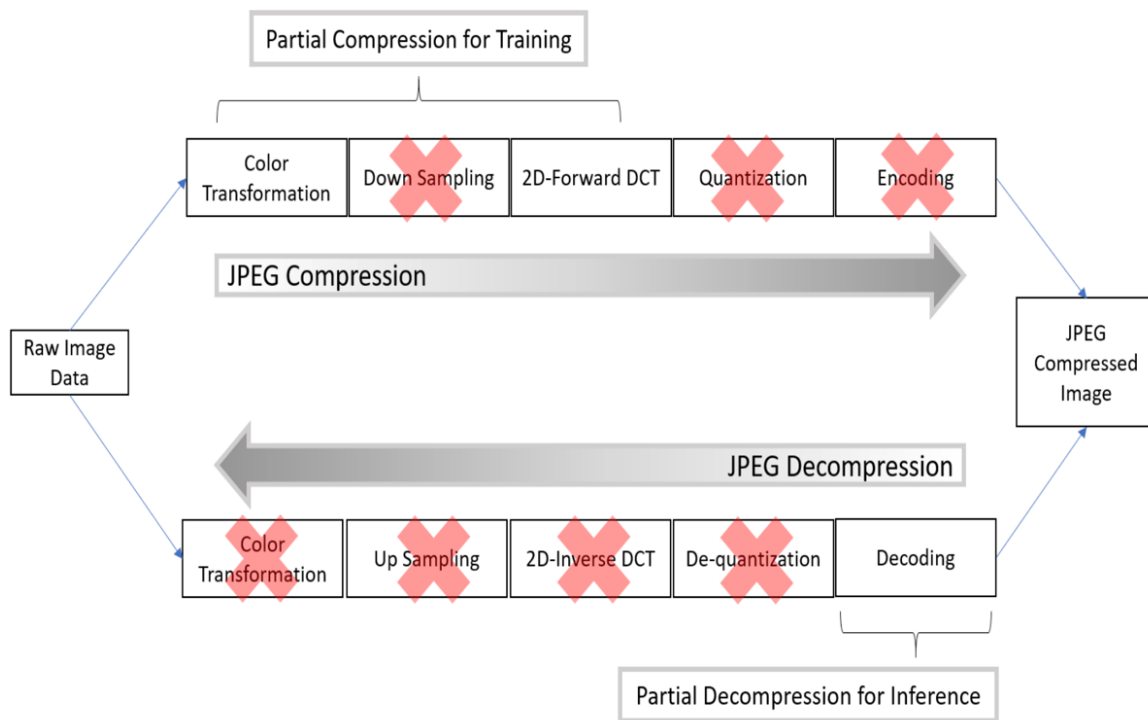 Partial Compression for Training
Color
Transformation
Down Sampling
2D-Forward DCT
Quantization
Encoding
JPEG Compression
Raw Image
Data
JPEG
Compressed
Image
JPEG Decompression
Color
Transformation
Up Sampling
2D-Inverse DCT
De-quantization
Decoding
Partial Decompression for Inference